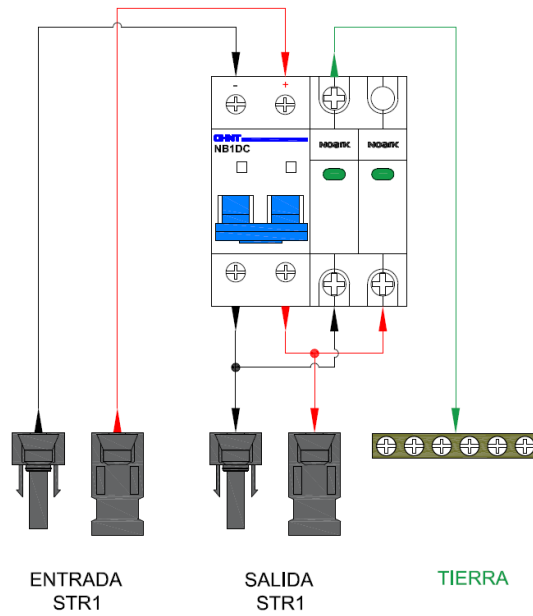 - +
CHNT
NB1DC
NOARK NOARK
ENTRADA
STR1
SALIDA
STR1
TIERRA